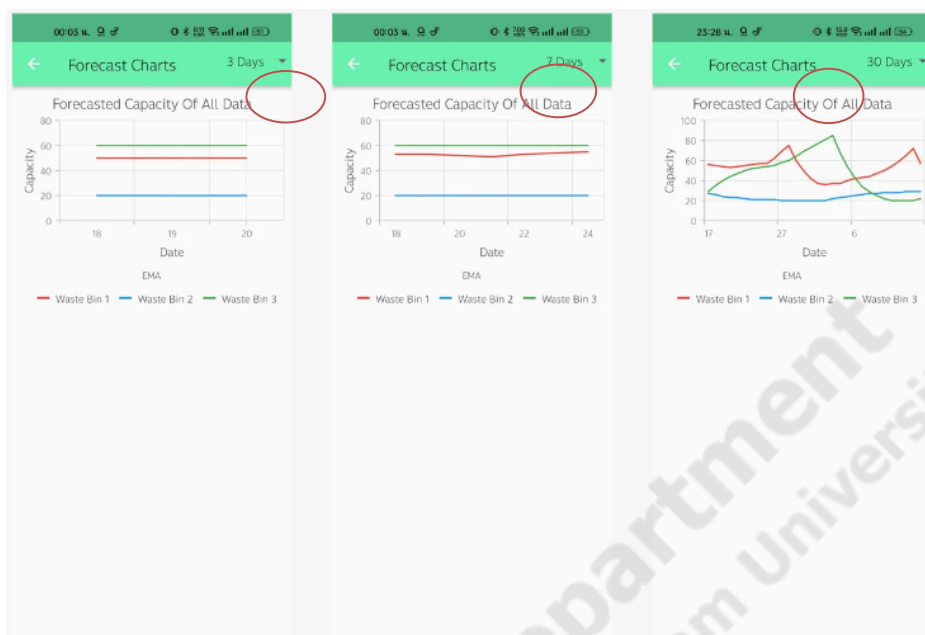 00:03 น.
Forecast Charts 3 Days
Forecasted Capacity Of All Data
80
60
40
20
0
Capacity
18 19 20
Date
EMA
Waste Bin 1 Waste Bin 2 Waste Bin 3
00:03 น.
Forecast Charts 7 Days
Forecasted Capacity Of All Data
80
60
40
20
0
Capacity
18 20 22 24
Date
EMA
Waste Bin 1 Waste Bin 2 Waste Bin 3
23:28 น.
Forecast Charts 30 Days
Forecasted Capacity Of All Data
100
80
60
40
20
0
Capacity
17 27 6
Date
EMA
Waste Bin 1 Waste Bin 2 Waste Bin 3